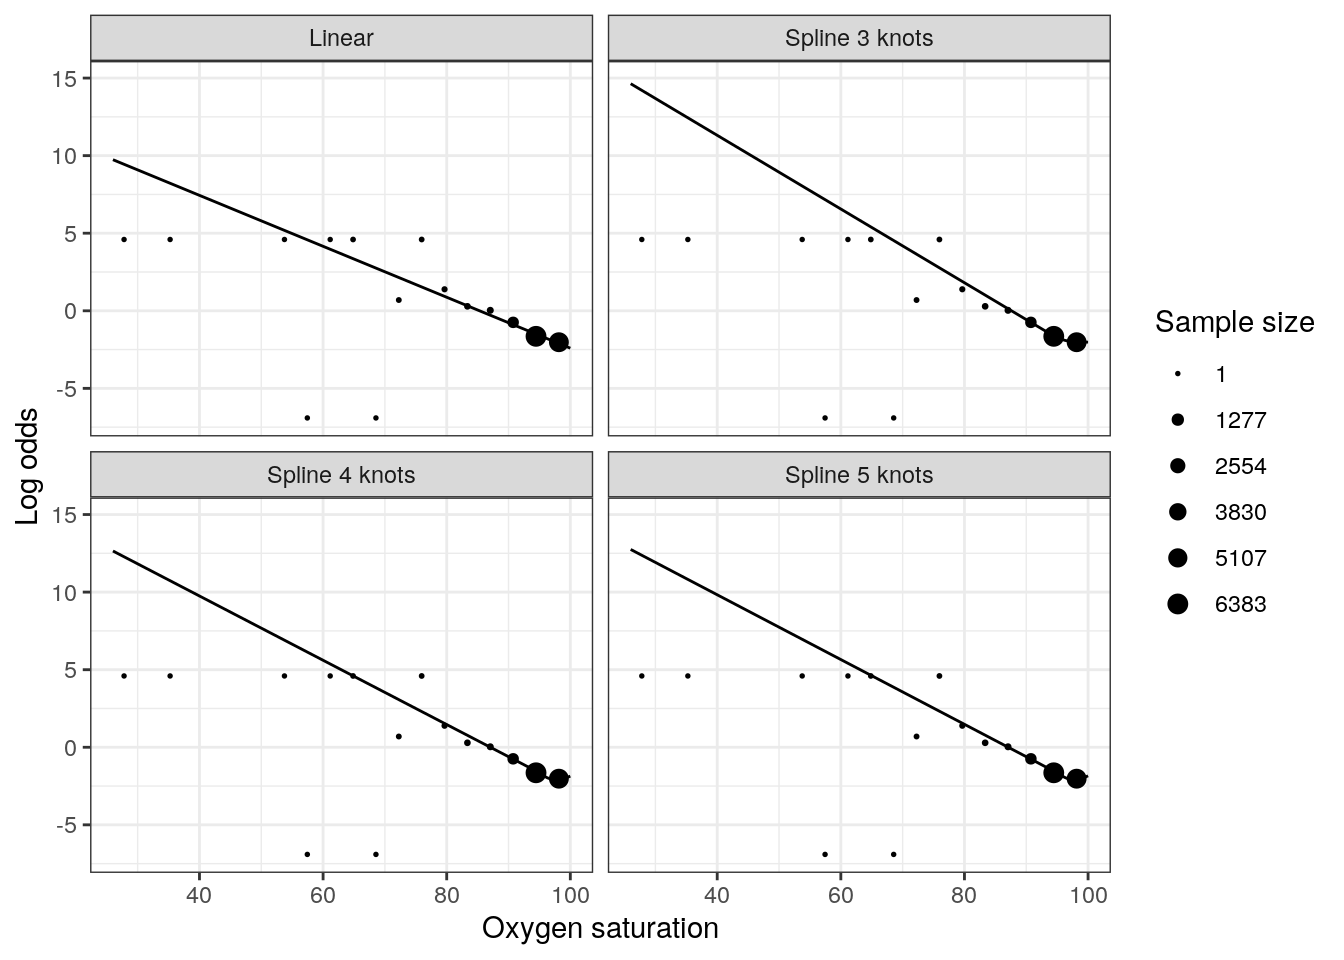 Linear
Spline 3 knots
15
10
5
0
-5
Spline 4 knots
Spline 5 knots
15
10
5
0
-5
40 60 80 100
40 60 80 100
Oxygen saturation
Log odds
Sample size
1
1277
2554
3830
5107
6383